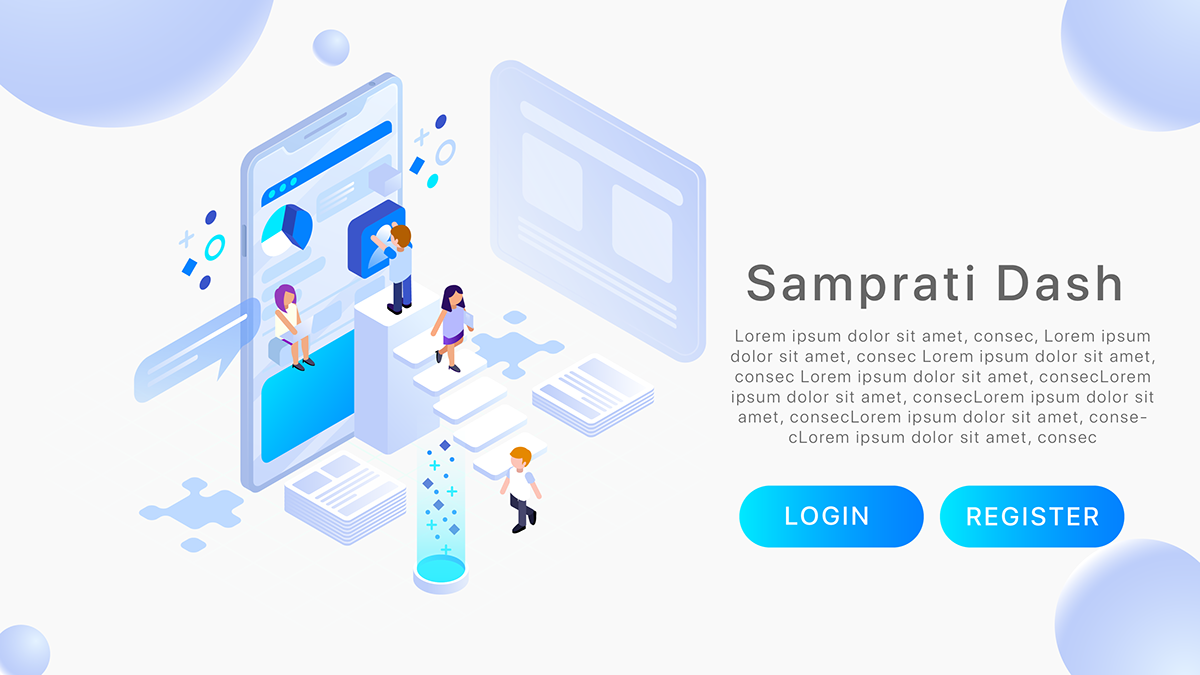 Samprati Dash
Lorem ipsum dolor sit amet, consec, Lorem ipsum
dolor sit amet, consec Lorem ipsum dolor sit amet,
consec Lorem ipsum dolor sit amet, consecLorem
ipsum dolor sit amet, consecLorem ipsum dolor sit
amet, consecLorem ipsum dolor sit amet, conse-
cLorem ipsum dolor sit amet, consec
LOGIN
REGISTER